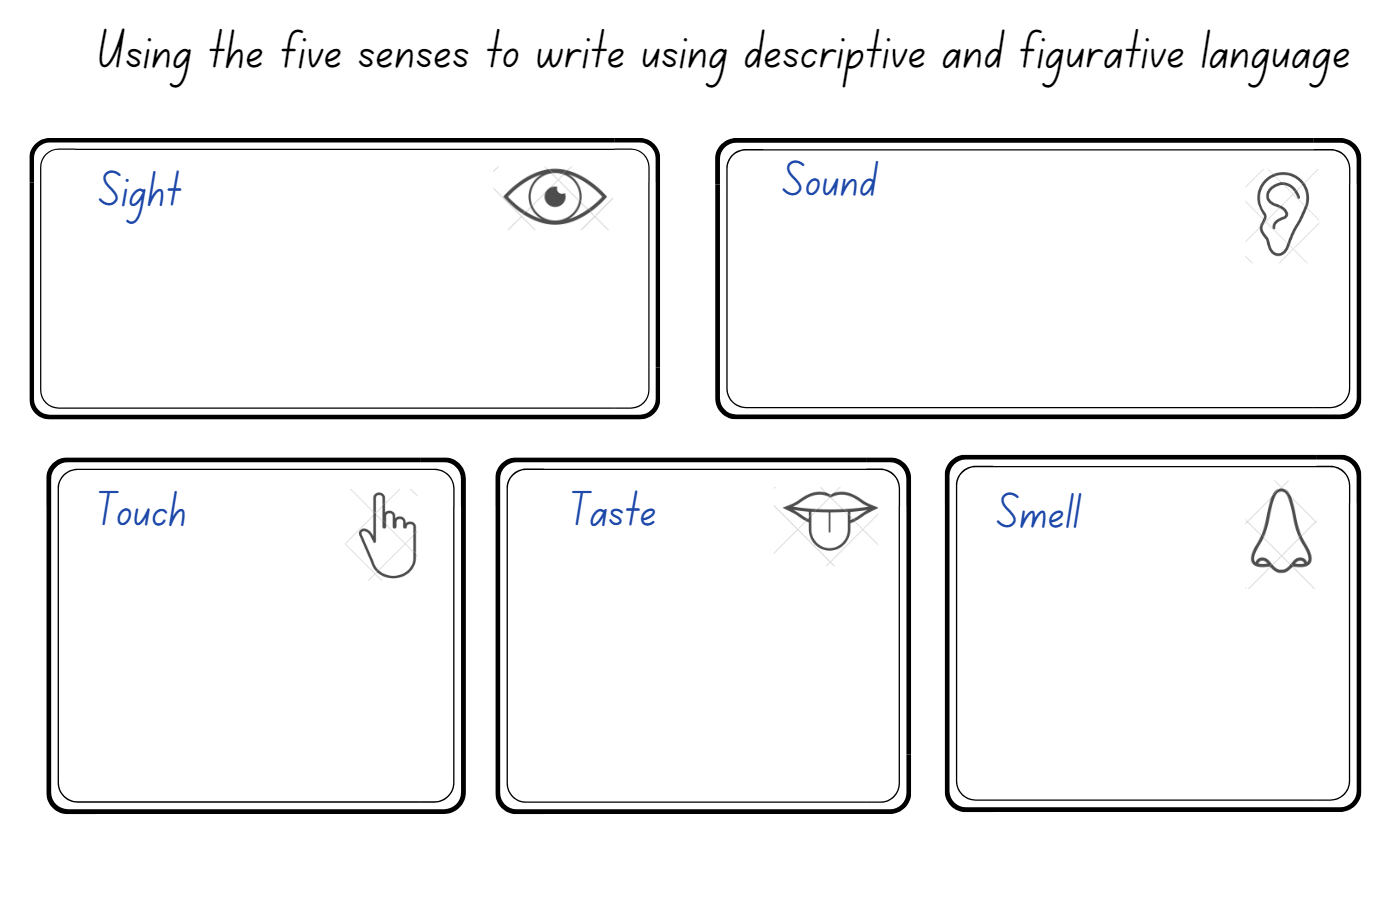 Using the five senses to write using descriptive and figurative language
Sight
Sound
Touch
Taste
Smell